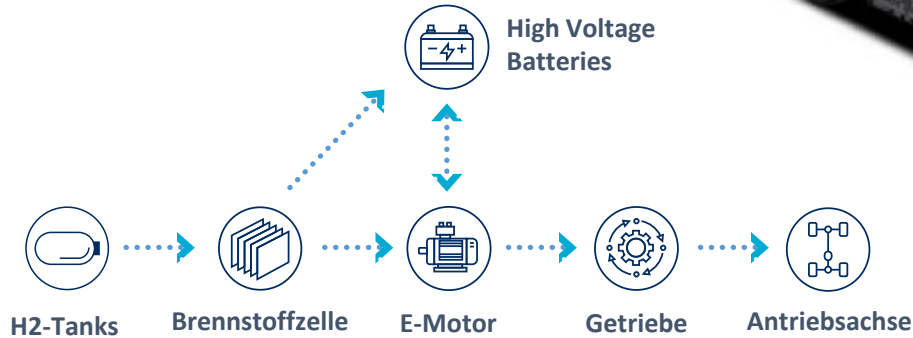 High Voltage
Batteries
H2-Tanks
Brennstoffzelle
E-Motor
Getriebe
Antriebsachse